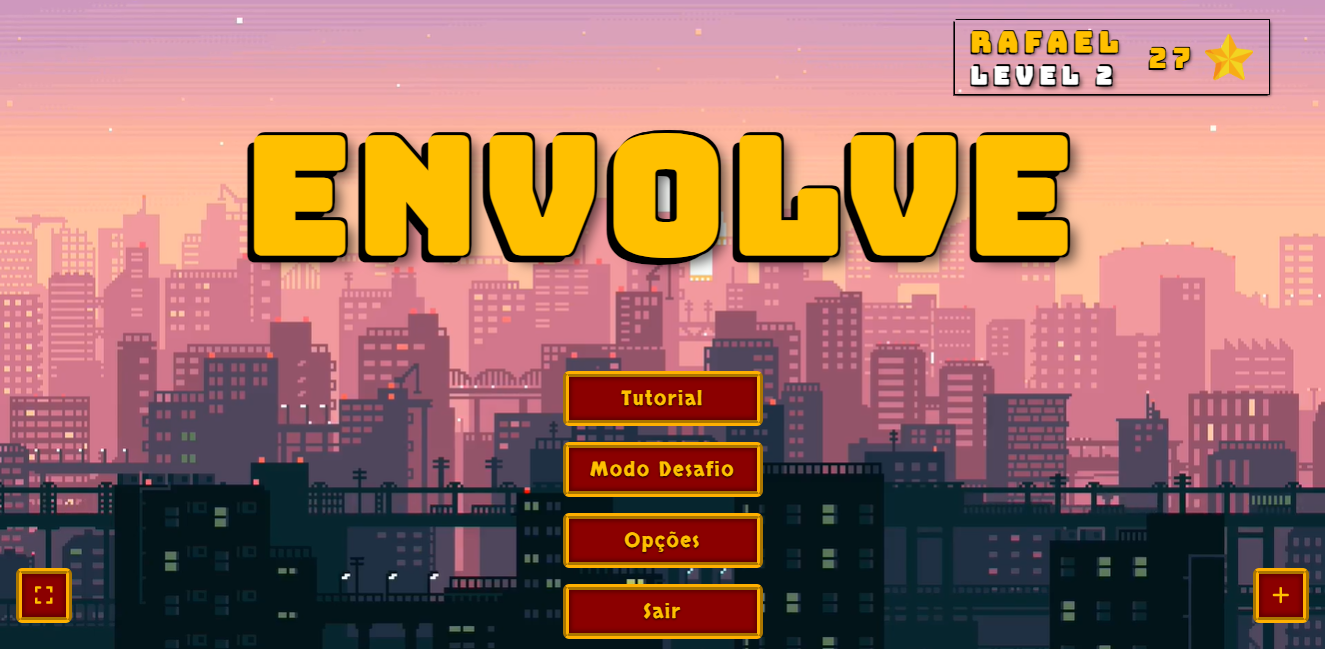 RAFAEL
LEVEL 2
27
ENVOLVE
Tutorial
Modo Desafio
Opções
Sair
+